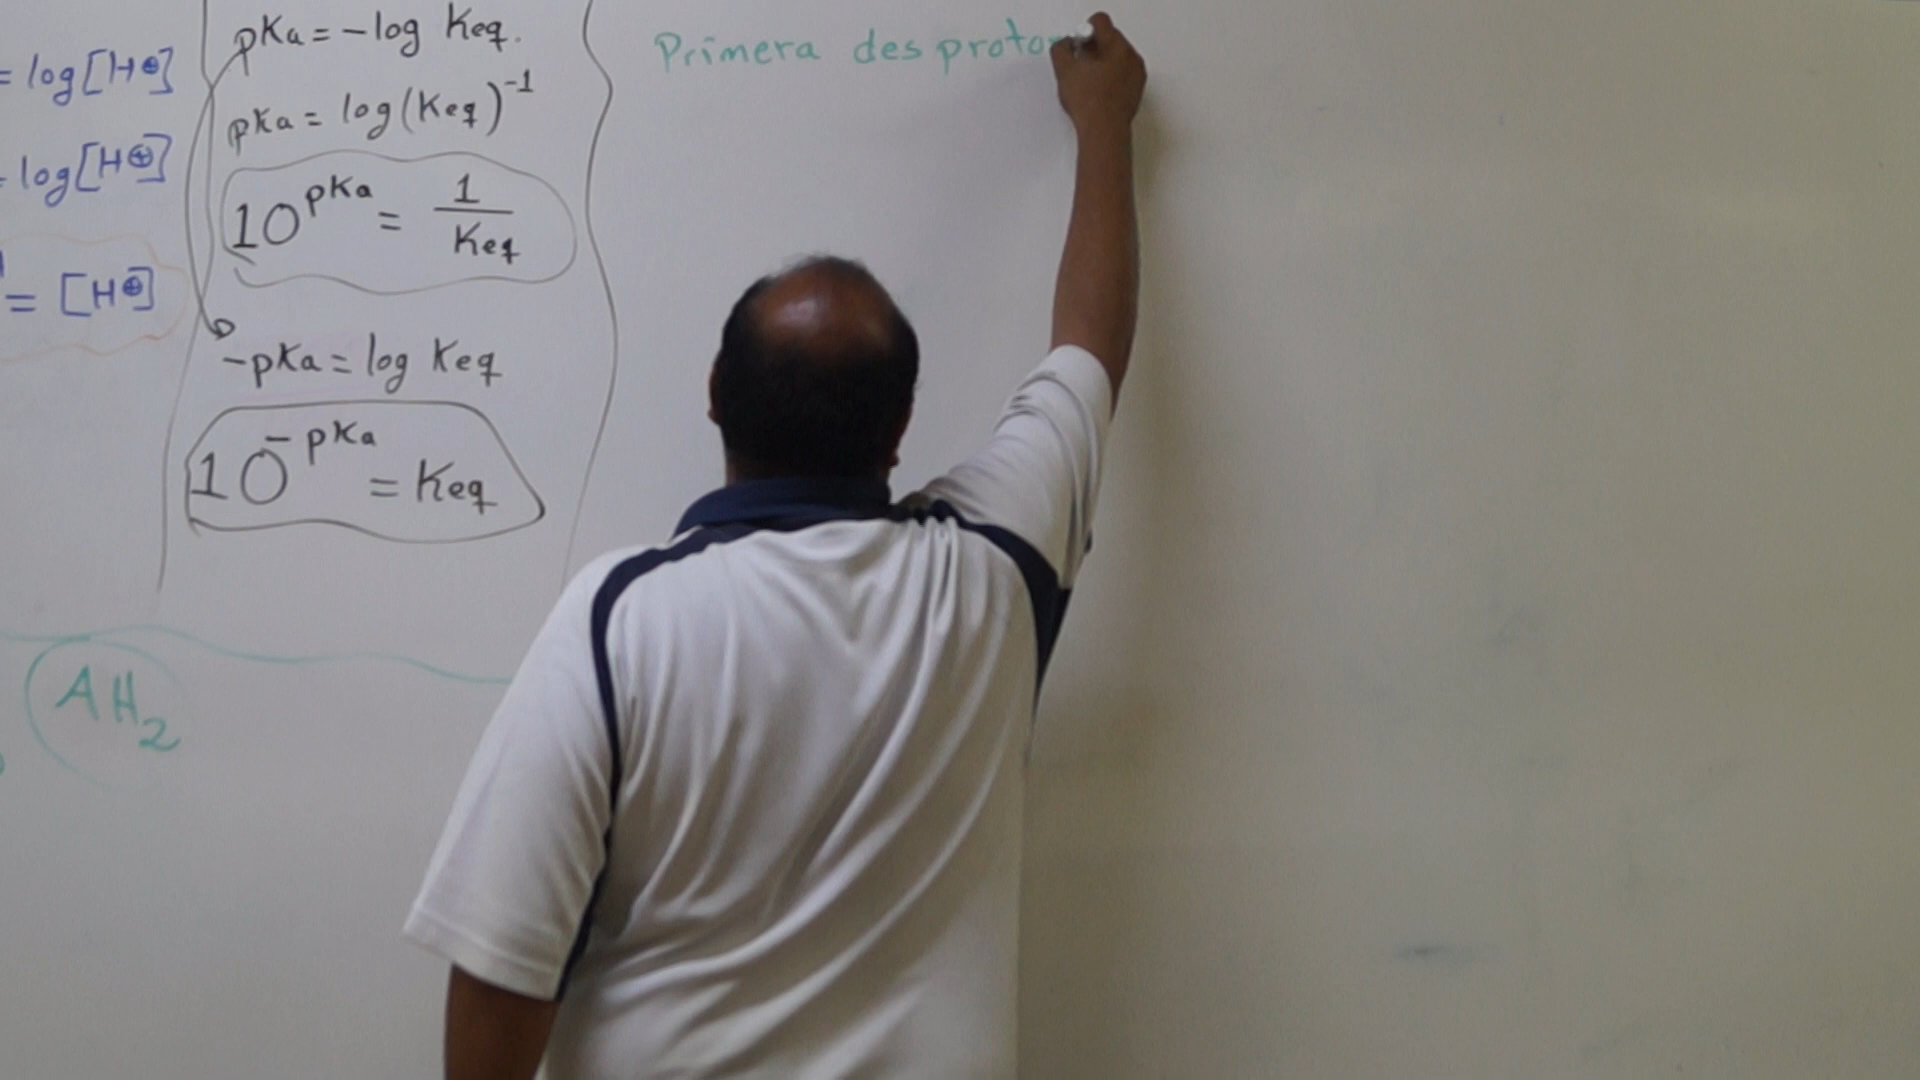 = log[H⊕]
= log[H⊕]
= [H⊕]
pKa = -log Keq.
pKa = log(Keq)^-1
10^pKa = 1/Keq
-pKa = log Keq
10^-pKa = Keq
AH₂
Primera desproto